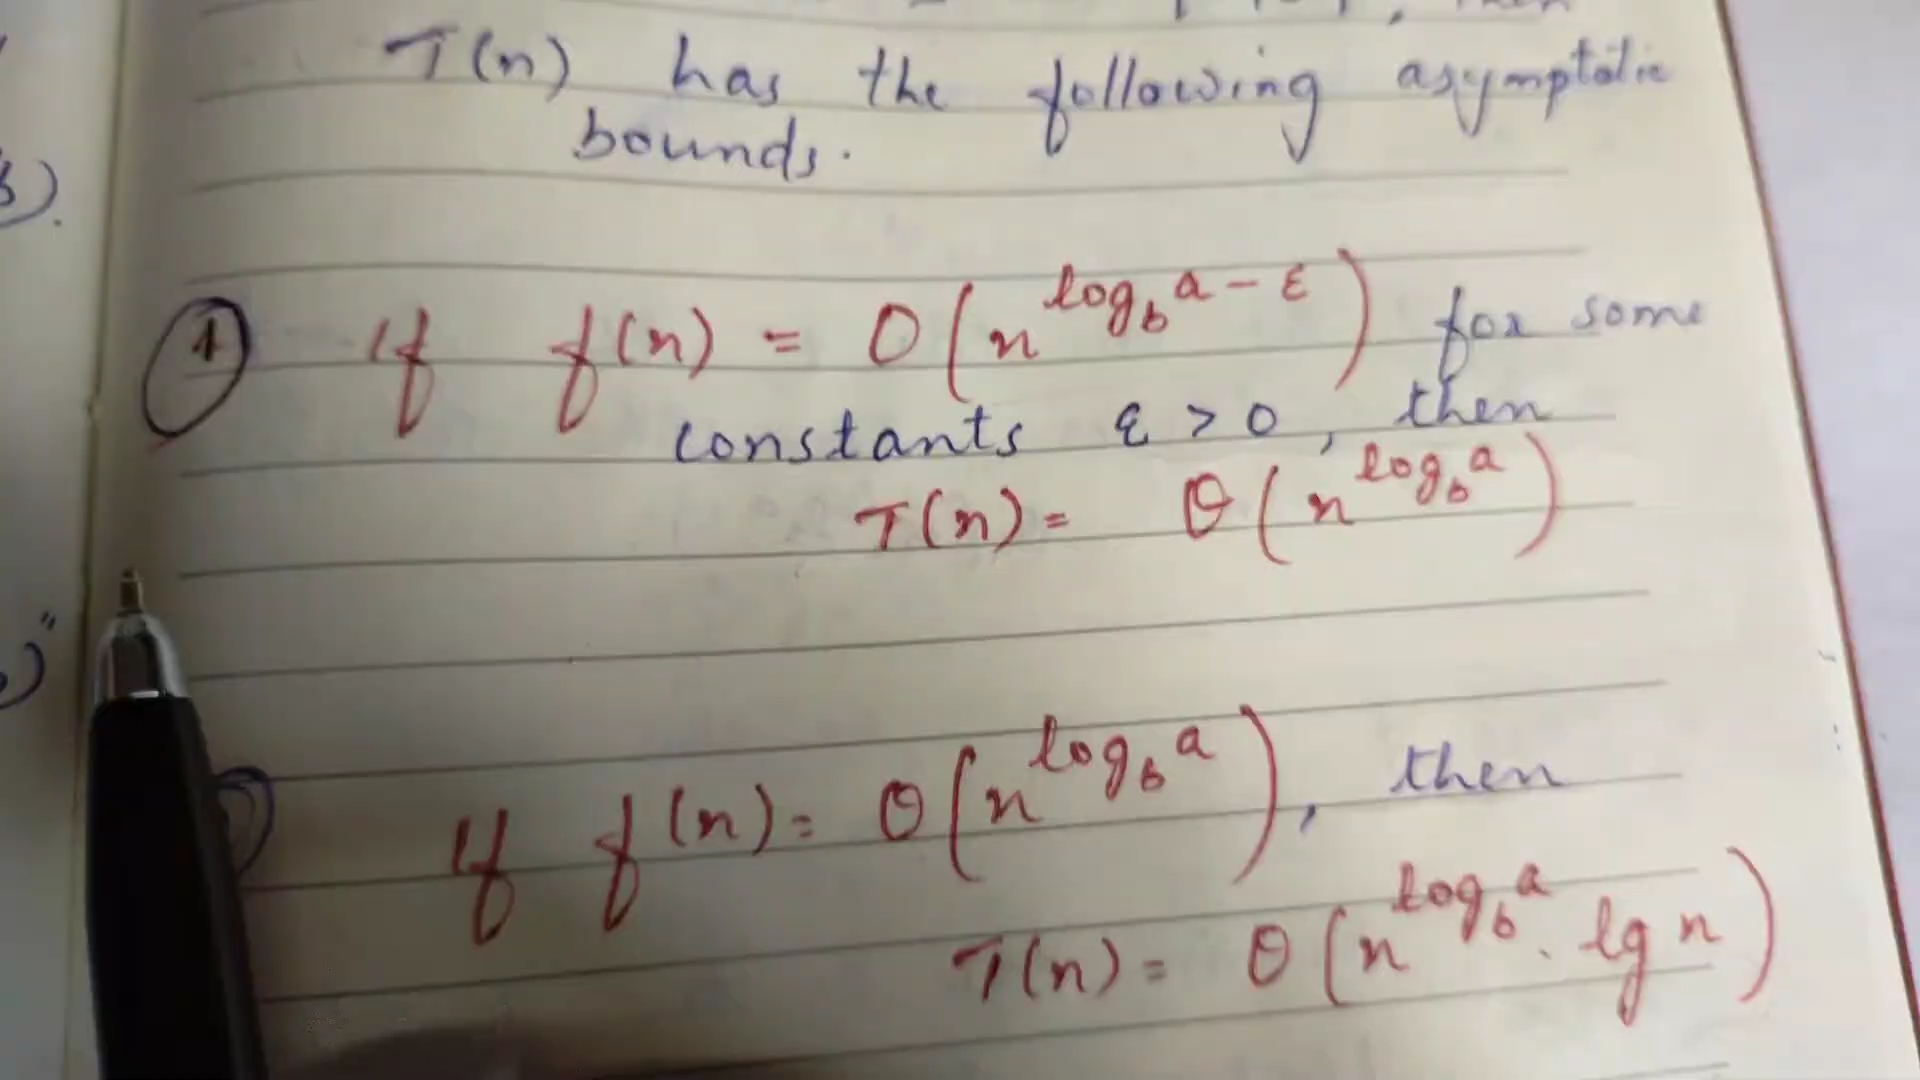 T(n) has the following asymptotic
bounds.
1 If f(n) = O(n^{log_b a - ε}) for some
constants ε > 0, then
T(n) = Θ(n^{log_b a})
If f(n) = Θ(n^{log_b a}), then
T(n) = Θ(n^{log_b a} . lg n)